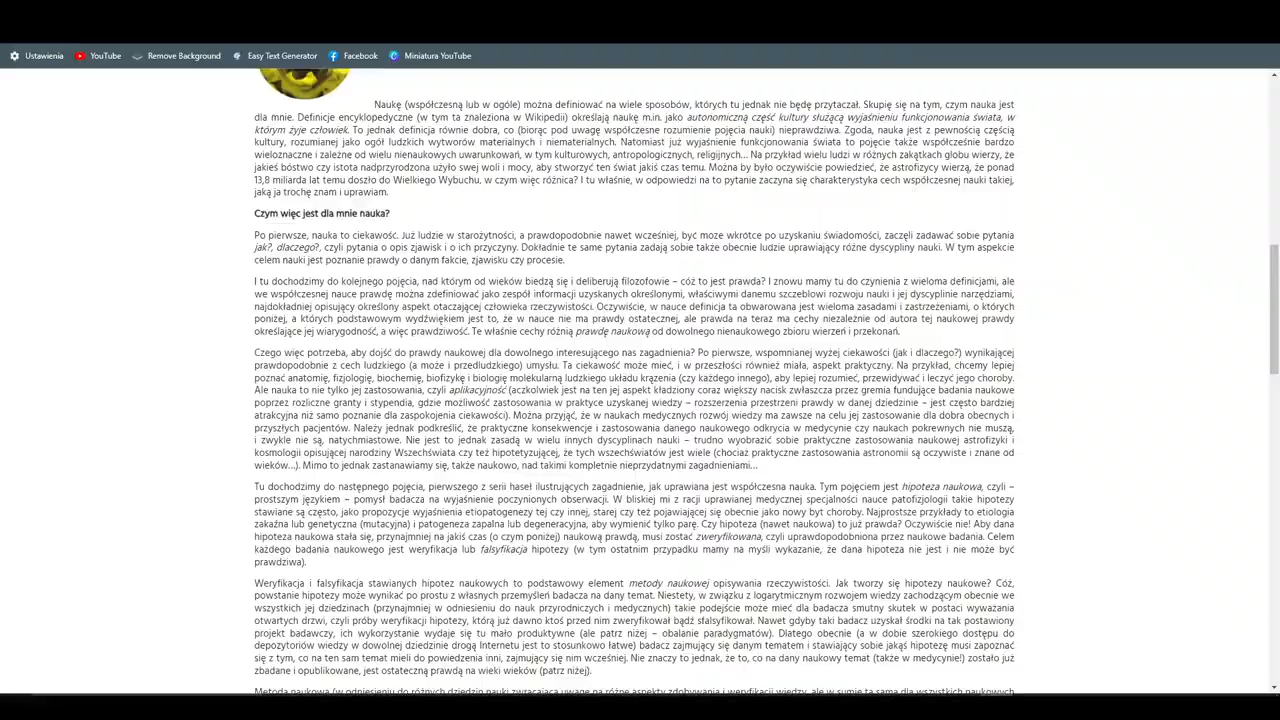 Ustawienia YouTube Remove Background Easy Text Generator Facebook Miniatura YouTube
Naukę (współczesną lub w ogóle) można definiować na wiele sposobów, których tu jednak nie będę przytaczał. Skupię się na tym, czym nauka jest
dla mnie. Definicje encyklopedyczne (w tym ta znaleziona w Wikipedii) określają naukę m.in. jako autonomiczną część kultury służącą wyjaśnieniu funkcjonowania świata, w
którym żyje człowiek. To jednak definicja równie dobra, co (biorąc pod uwagę współczesne rozumienie pojęcia nauki) nieprawdziwa. Zgoda, nauka jest z pewnością częścią
kultury, rozumianej jako ogół ludzkich wytworów materialnych i niematerialnych. Natomiast już wyjaśnienie funkcjonowania świata to pojęcie także współcześnie bardzo
wieloznaczne i zależne od wielu nienaukowych uwarunkowań, w tym kulturowych, antropologicznych, religijnych… Na przykład wielu ludzi w różnych zakątkach globu wierzy, że
jakieś bóstwo czy istota nadprzyrodzona użyło swej woli i mocy, aby stworzyć ten świat jakiś czas temu. Można by było oczywiście powiedzieć, że astrofizycy wierzą, że ponad
13,8 miliarda lat temu doszło do Wielkiego Wybuchu, w czym więc różnica? I tu właśnie, w odpowiedzi na to pytanie zaczyna się charakterystyka cech współczesnej nauki takiej,
jaką ja trochę znam i uprawiam.
Czym więc jest dla mnie nauka?
Po pierwsze, nauka to ciekawość. Już ludzie w starożytności, a prawdopodobnie nawet wcześniej, być może wkrótce po uzyskaniu świadomości, zaczęli zadawać sobie pytania
jak?, dlaczego?, czyli pytania o opis zjawisk i o ich przyczyny. Dokładnie te same pytania zadają sobie także obecnie ludzie uprawiający różne dyscypliny nauki. W tym aspekcie
celem nauki jest poznanie prawdy o danym fakcie, zjawisku czy procesie.
I tu dochodzimy do kolejnego pojęcia, nad którym od wieków biedzą się i deliberują filozofowie – cóż to jest prawda? I znowu mamy tu do czynienia z wieloma definicjami, ale
we współczesnej nauce prawdę można zdefiniować jako zespół informacji uzyskanych określonymi, właściwymi danemu szczeblowi rozwoju nauki i jej dyscyplinie narzędziami,
najdokładniej opisujący określony aspekt otaczającej człowieka rzeczywistości. Oczywiście, w nauce definicja ta obwarowana jest wieloma zasadami i zastrzeżeniami, o których
poniżej, a których podstawowym wydźwiękiem jest to, że w nauce nie ma prawdy ostatecznej, ale prawda na teraz ma cechy niezależnie od autora tej naukowej prawdy
określające jej wiarygodność, a więc prawdziwość. Te właśnie cechy różnią prawdę naukową od dowolnego nienaukowego zbioru wierzeń i przekonań.
Czego więc potrzeba, aby dojść do prawdy naukowej dla dowolnego interesującego nas zagadnienia? Po pierwsze, wspomnianej wyżej ciekawości (jak i dlaczego?) wynikającej
prawdopodobnie z cech ludzkiego (a może i przedludzkiego) umysłu. Ta ciekawość może mieć, i w przeszłości również miała, aspekt praktyczny. Na przykład, chcemy lepiej
poznać anatomię, fizjologię, biochemię, biofizykę i biologię molekularną ludzkiego układu krążenia (czy każdego innego), aby lepiej rozumieć, przewidywać i leczyć jego choroby.
Ale nauka to nie tylko jej zastosowania, czyli aplikacyjność (aczkolwiek jest na ten jej aspekt kładziony coraz większy nacisk zwłaszcza przez gremia fundujące badania naukowe
poprzez rozliczne granty i stypendia, gdzie możliwość zastosowania w praktyce uzyskanej wiedzy – rozszerzenia przestrzeni prawdy w danej dziedzinie – jest często bardziej
atrakcyjna niż samo poznanie dla zaspokojenia ciekawości). Można przyjąć, że w naukach medycznych rozwój wiedzy ma zawsze na celu jej zastosowanie dla dobra obecnych i
przyszłych pacjentów. Należy jednak podkreślić, że praktyczne konsekwencje i zastosowania danego naukowego odkrycia w medycynie czy naukach pokrewnych nie muszą,
i zwykle nie są, natychmiastowe. Nie jest to jednak zasadą w wielu innych dyscyplinach nauki – trudno wyobrazić sobie praktyczne zastosowania naukowej astrofizyki i
kosmologii opisującej narodziny Wszechświata czy też hipotetyzującej, że tych wszechświatów jest wiele (chociaż praktyczne zastosowania astronomii są oczywiste i znane od
wieków…). Mimo to jednak zastanawiamy się, także naukowo, nad takimi kompletnie nieprzydatnymi zagadnieniami…
Tu dochodzimy do następnego pojęcia, pierwszego z serii haseł ilustrujących zagadnienie, jak uprawiana jest współczesna nauka. Tym pojęciem jest hipoteza naukowa, czyli –
prostszym językiem – pomysł badacza na wyjaśnienie poczynionych obserwacji. W bliskiej mi z racji uprawianej medycznej specjalności nauce patofizjologii takie hipotezy
stawiane są często, jako propozycje wyjaśnienia etiopatogenezy tej czy innej, starej czy też pojawiającej się obecnie jako nowy byt choroby. Najprostsze przykłady to etiologia
zakaźna lub genetyczna (mutacyjna) i patogeneza zapalna lub degeneracyjna, aby wymienić tylko parę. Czy hipoteza (nawet naukowa) to już prawda? Oczywiście nie! Aby dana
hipoteza naukowa stała się, przynajmniej na jakiś czas (o czym poniżej) naukową prawdą, musi zostać zweryfikowana, czyli uprawdopodobniona przez naukowe badania. Celem
każdego badania naukowego jest weryfikacja lub falsyfikacja hipotezy (w tym ostatnim przypadku mamy na myśli wykazanie, że dana hipoteza nie jest i nie może być
prawdziwa).
Weryfikacja i falsyfikacja stawianych hipotez naukowych to podstawowy element metody naukowej opisywania rzeczywistości. Jak tworzy się hipotezy naukowe? Cóż,
powstanie hipotezy może wynikać po prostu z własnych przemyśleń badacza na dany temat. Niestety, w związku z logarytmicznym rozwojem wiedzy zachodzącym obecnie we
wszystkich jej dziedzinach (przynajmniej w odniesieniu do nauk przyrodniczych i medycznych) takie podejście może mieć dla badacza smutny skutek w postaci wyważania
otwartych drzwi, czyli próby weryfikacji hipotezy, którą już dawno ktoś przed nim zweryfikował bądź sfalsyfikował. Nawet gdyby taki badacz uzyskał środki na tak postawiony
projekt badawczy, ich wykorzystanie wydaje się tu mało produktywne (ale patrz niżej – obalanie paradygmatów). Dlatego obecnie (a w dobie szerokiego dostępu do
depozytoriów wiedzy w dowolnej dziedzinie drogą Internetu jest to stosunkowo łatwe) badacz zajmujący się danym tematem i stawiający sobie jakąś hipotezę musi zapoznać
się z tym, co na ten sam temat mieli do powiedzenia inni, zajmujący się nim wcześniej. Nie znaczy to jednak, że to, co na dany naukowy temat (także w medycynie!) zostało już
zbadane i opublikowane, jest ostateczną prawdą na wieki wieków (patrz niżej).
Metoda naukowa (w odniesieniu do różnych dziedzin nauki zwracająca uwagę na różne aspekty zdobywania i weryfikacji wiedzy, ale w sumie ta sama dla wszystkich naukowych